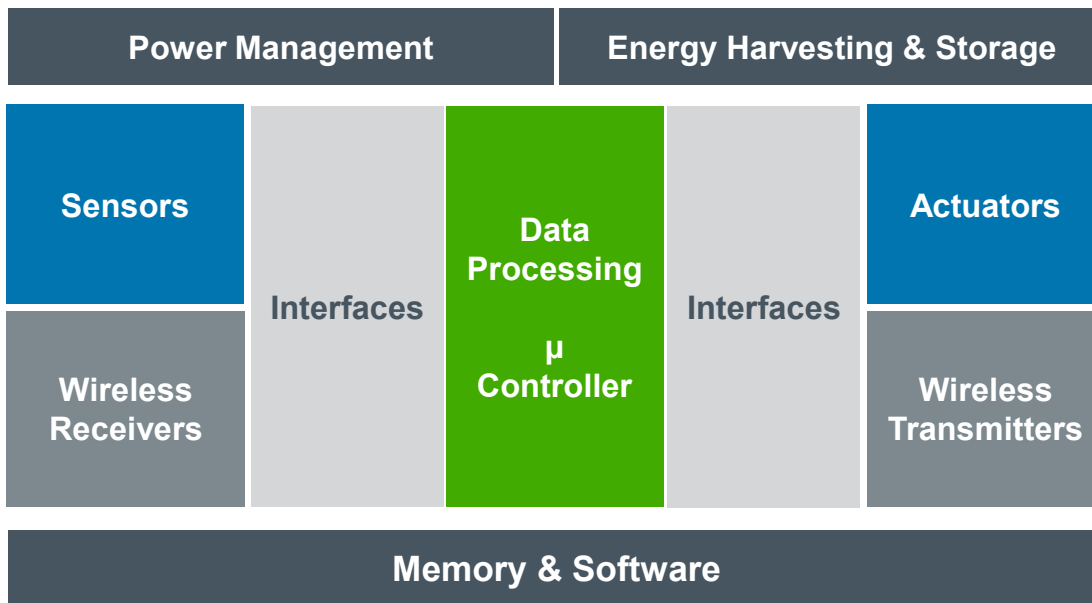 Power Management
Energy Harvesting & Storage
Sensors
Wireless
Receivers
Interfaces
Data
Processing
µ
Controller
Interfaces
Actuators
Wireless
Transmitters
Memory & Software